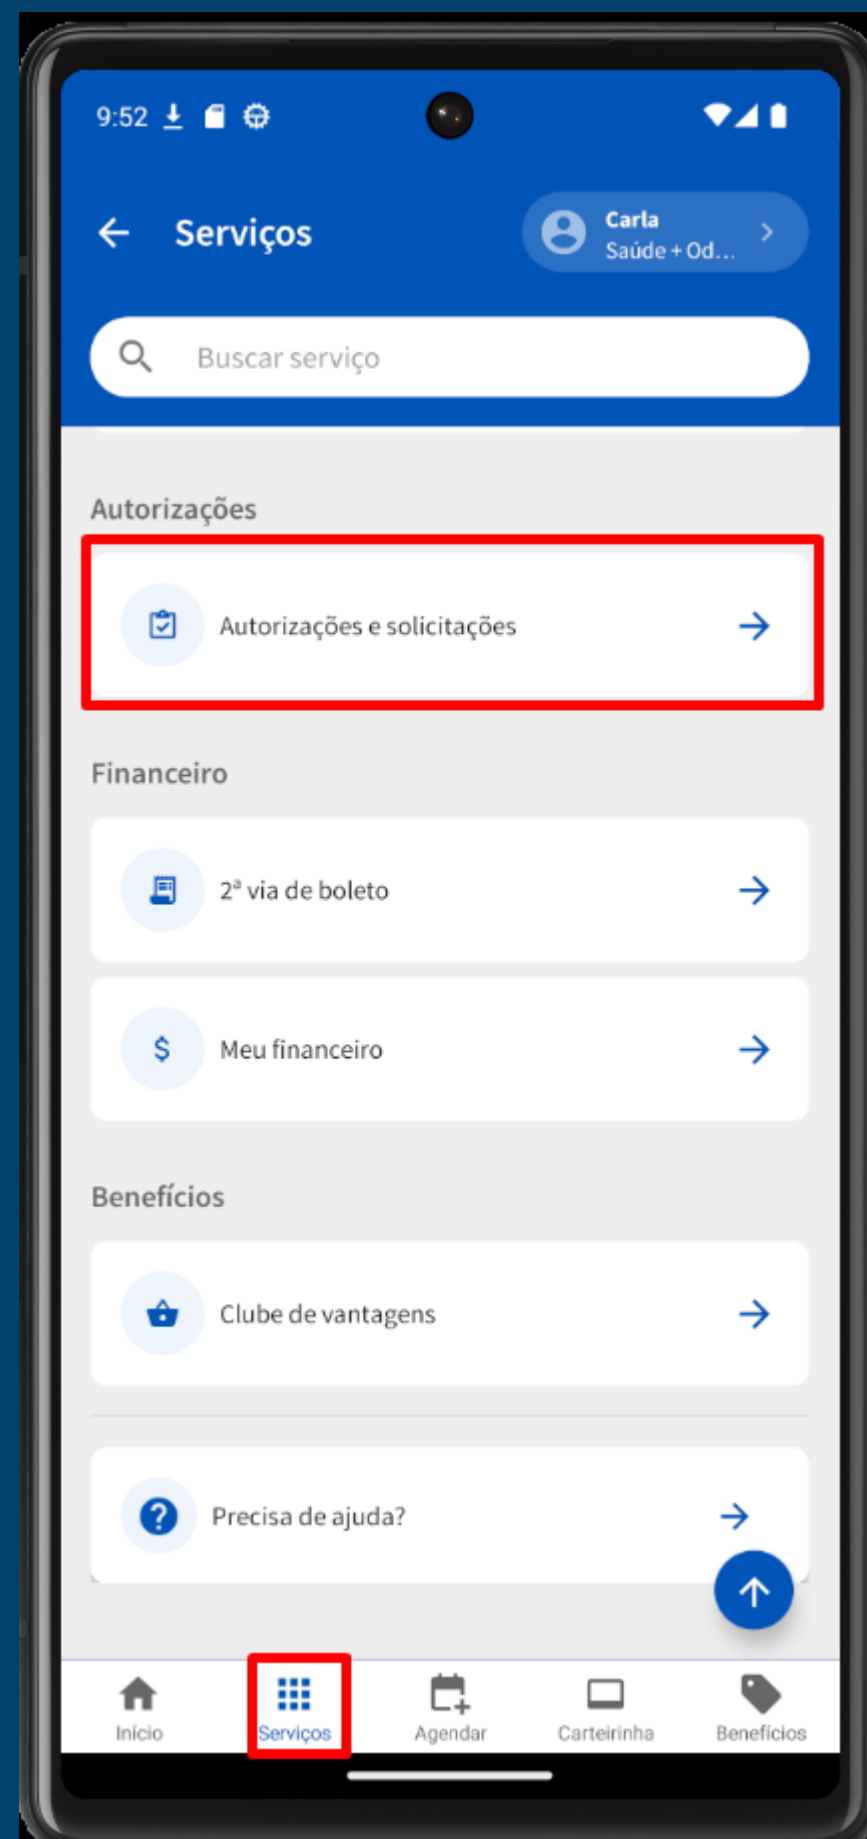 9:52
Serviços
Carla
Saúde + Od...
Buscar serviço
Autorizações
Autorizações e solicitações
Financeiro
2ª via de boleto
Meu financeiro
Benefícios
Clube de vantagens
Precisa de ajuda?
Início
Serviços
Agendar
Carteirinha
Benefícios